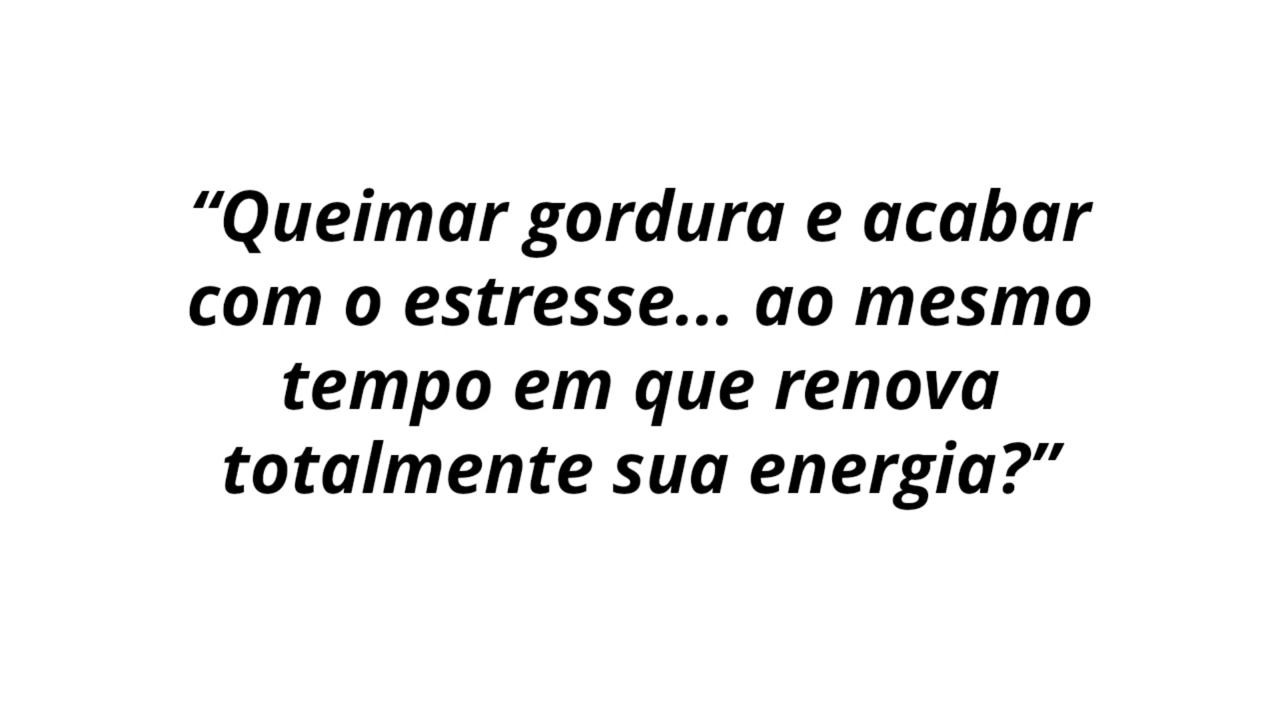 “Queimar gordura e acabar
com o estresse... ao mesmo
tempo em que renova
totalmente sua energia?”